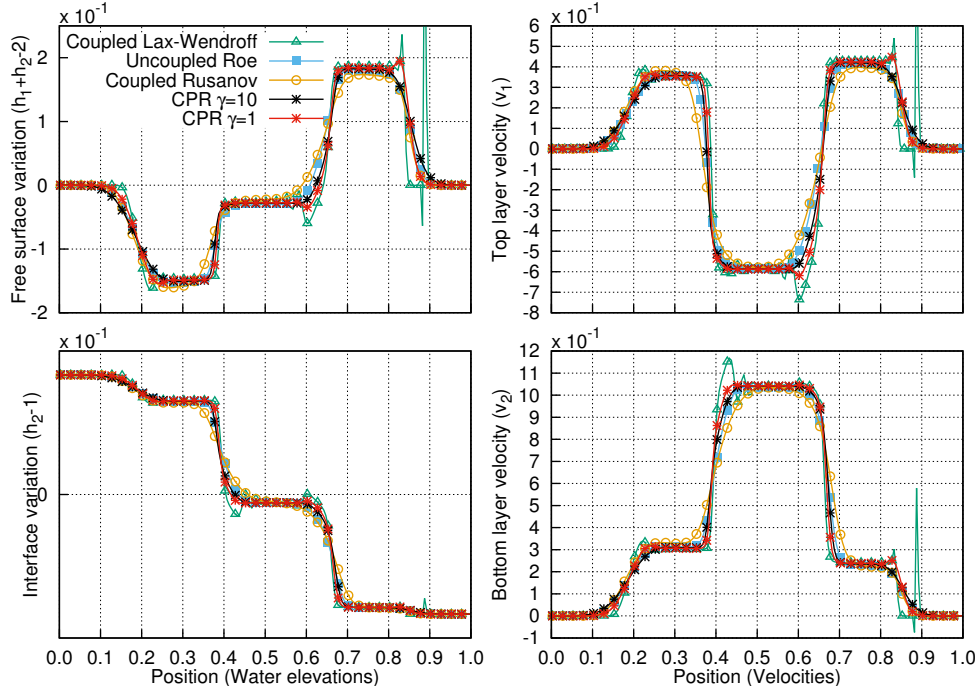 x 10⁻¹
Free surface variation (h₁+h₂-2)
2
1
0
-1
-2
Coupled Lax-Wendroff
Uncoupled Roe
Coupled Rusanov
CPR γ=10
CPR γ=1
x 10⁻¹
Top layer velocity (v₁)
6
5
4
3
2
1
0
-1
-2
-3
-4
-5
-6
-7
-8
x 10⁻¹
Interface variation (h₂-1)
0
0.0 0.1 0.2 0.3 0.4 0.5 0.6 0.7 0.8 0.9 1.0
Position (Water elevations)
x 10⁻¹
Bottom layer velocity (v₂)
12
11
10
9
8
7
6
5
4
3
2
1
0
-1
0.0 0.1 0.2 0.3 0.4 0.5 0.6 0.7 0.8 0.9 1.0
Position (Velocities)